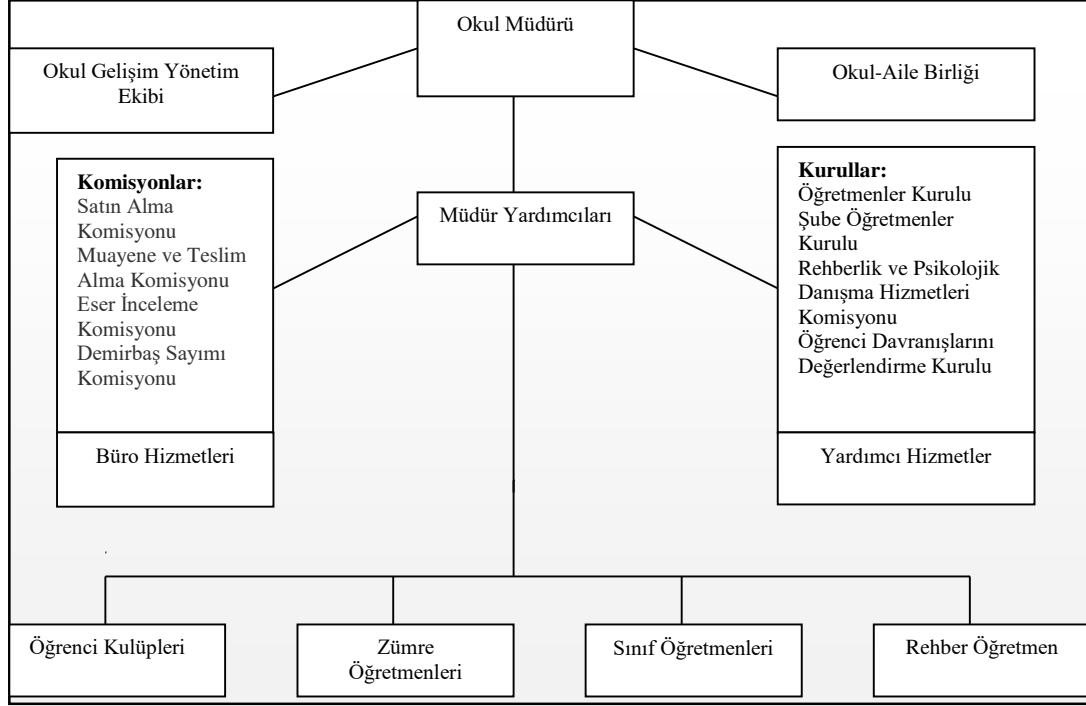 Okul Müdürü
Okul Gelişim Yönetim
Ekibi
Okul-Aile Birliği
Komisyonlar:
Satın Alma
Komisyonu
Muayene ve Teslim
Alma Komisyonu
Eser İnceleme
Komisyonu
Demirbaş Sayımı
Komisyonu
Müdür Yardımcıları
Kurullar:
Öğretmenler Kurulu
Şube Öğretmenler
Kurulu
Rehberlik ve Psikolojik
Danışma Hizmetleri
Komisyonu
Öğrenci Davranışlarını
Değerlendirme Kurulu
Büro Hizmetleri
Yardımcı Hizmetler
Öğrenci Kulüpleri
Zümre
Öğretmenleri
Sınıf Öğretmenleri
Rehber Öğretmen